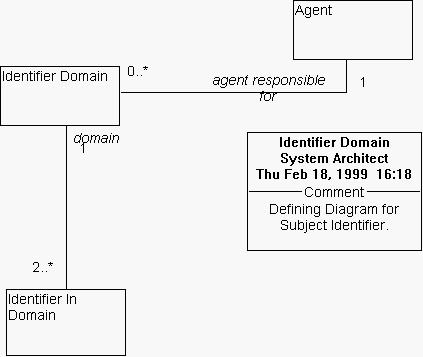 Agent
Identifier Domain
0..*
agent responsible
for
1
domain
1
Identifier Domain
System Architect
Thu Feb 18, 1999 16:18
Comment
Defining Diagram for
Subject Identifier.
2..*
Identifier In
Domain